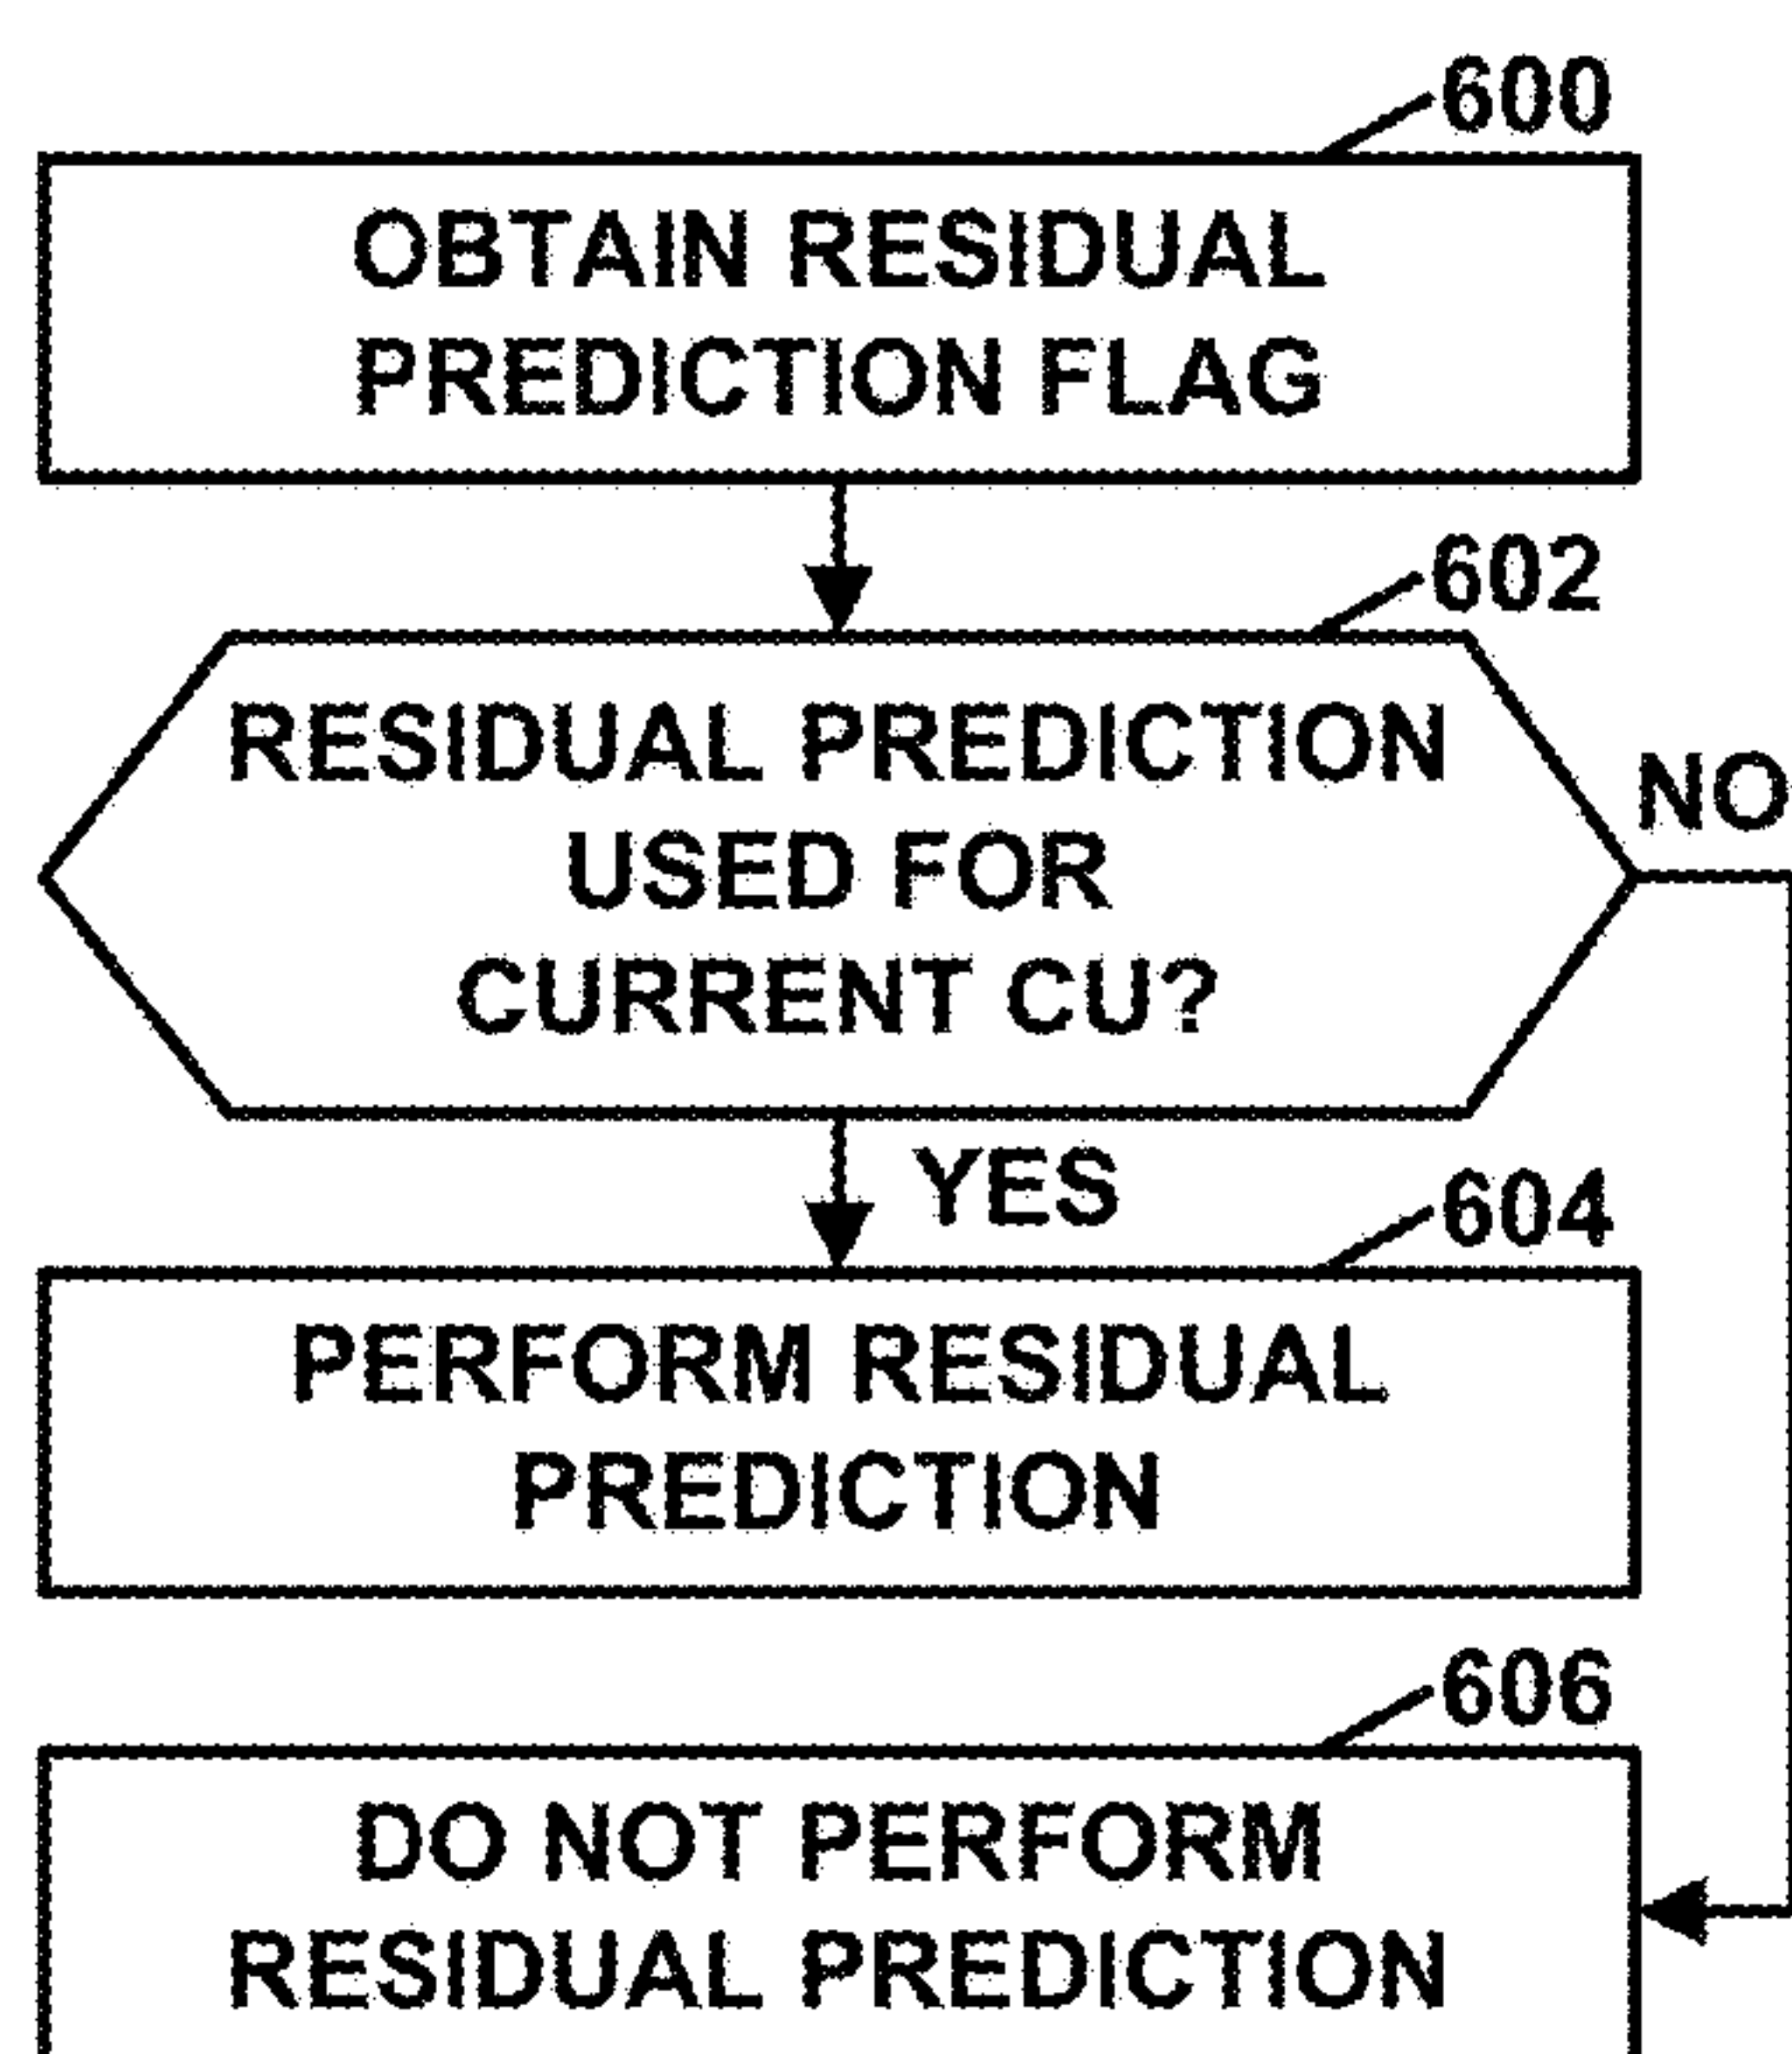 600
OBTAIN RESIDUAL
PREDICTION FLAG
602
RESIDUAL PREDICTION
USED FOR
CURRENT CU?
NO
YES
604
PERFORM RESIDUAL
PREDICTION
606
DO NOT PERFORM
RESIDUAL PREDICTION